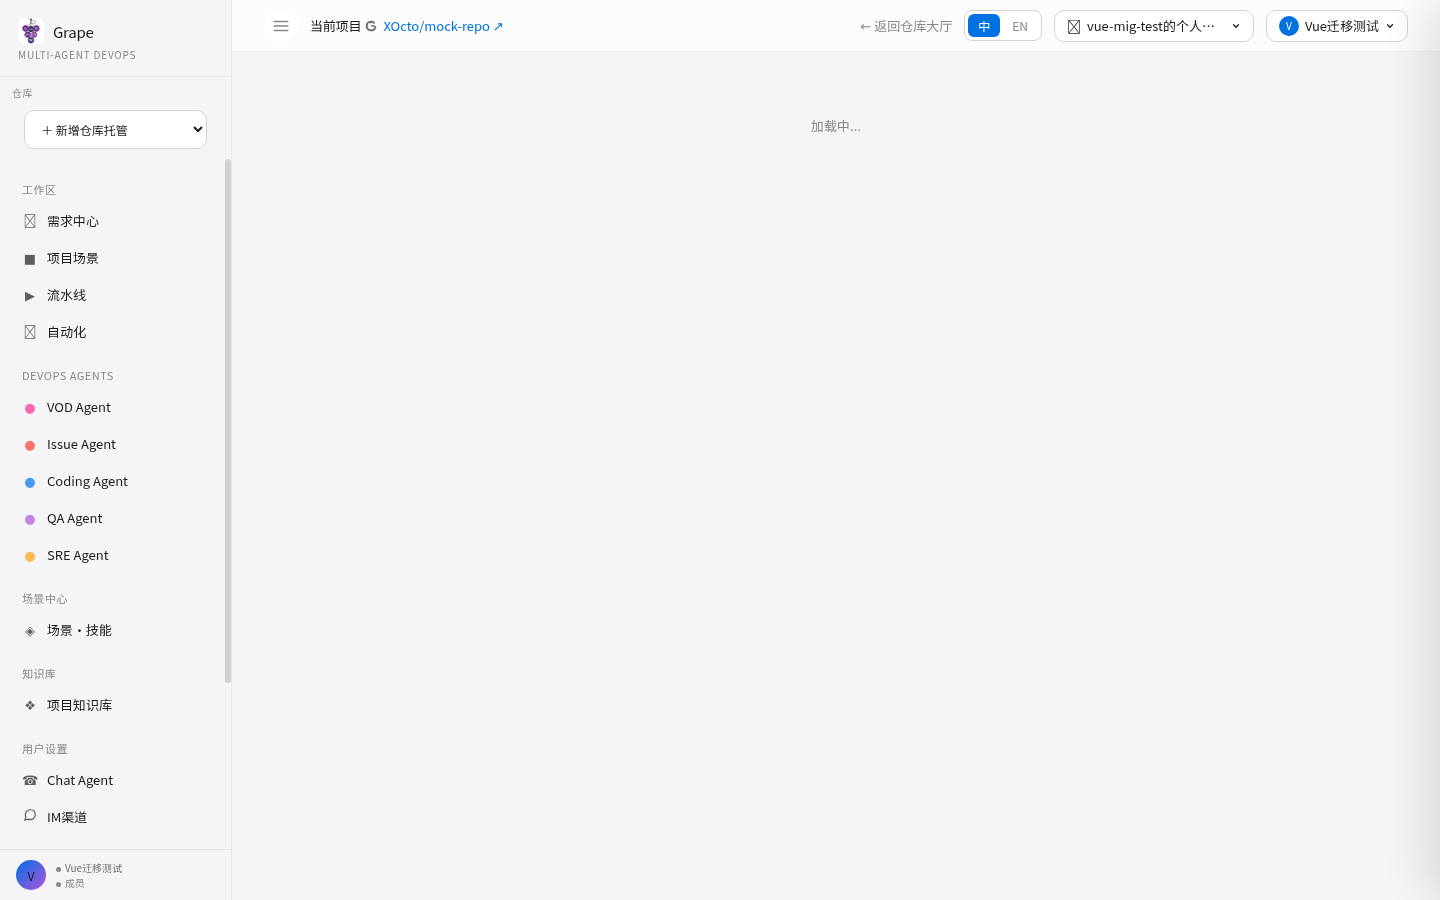 Grape
MULTI-AGENT DEVOPS
仓库
＋ 新增仓库托管
工作区
需求中心
项目场景
流水线
自动化
DEVOPS AGENTS
VOD Agent
Issue Agent
Coding Agent
QA Agent
SRE Agent
场景中心
场景・技能
知识库
项目知识库
用户设置
Chat Agent
IM渠道
V
Vue迁移测试
成员
当前项目 G XOcto/mock-repo ↗
← 返回仓库大厅
中 EN
vue-mig-test的个人…
V Vue迁移测试
加载中...